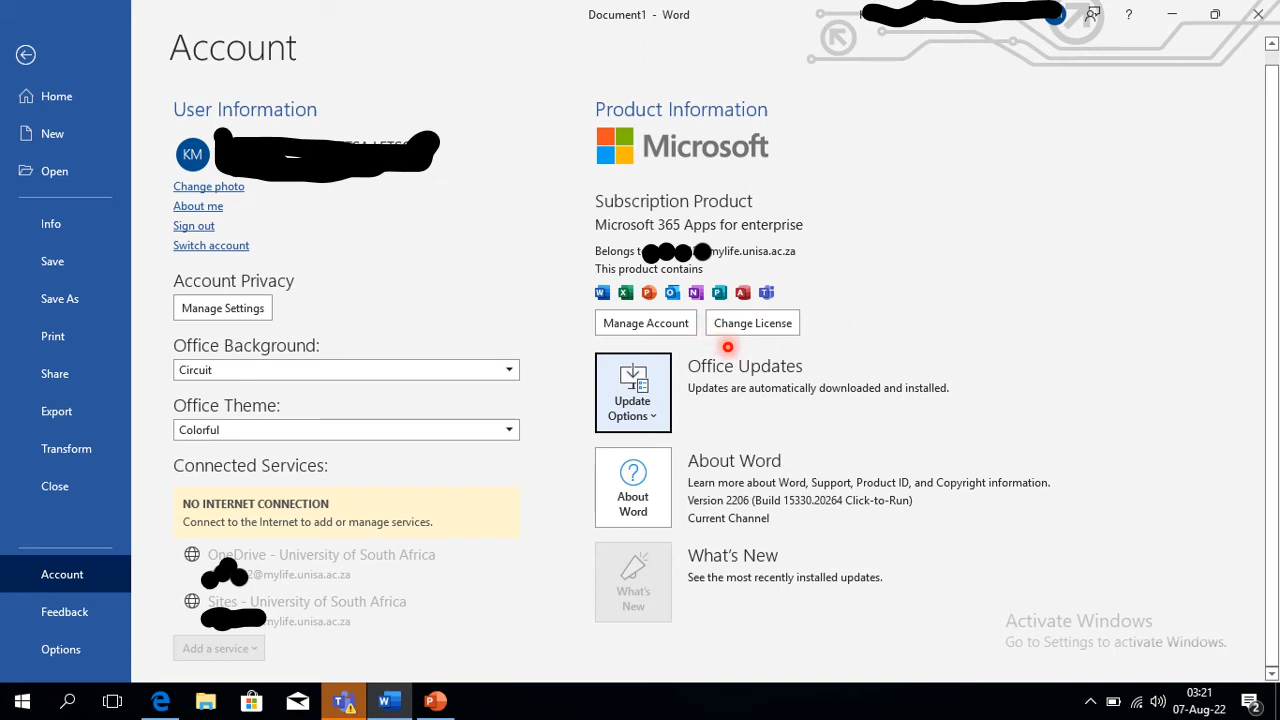 Document1 - Word
Account
Home
New
Open
Info
Save
Save As
Print
Share
Export
Transform
Close
Account
Feedback
Options
User Information
KM
Change photo
About me
Sign out
Switch account
Account Privacy
Manage Settings
Office Background:
Circuit
Office Theme:
Colorful
Connected Services:
NO INTERNET CONNECTION
Connect to the Internet to add or manage services.
OneDrive - University of South Africa
@mylife.unisa.ac.za
Sites - University of South Africa
mylife.unisa.ac.za
Add a service
Product Information
Microsoft
Subscription Product
Microsoft 365 Apps for enterprise
Belongs mylife.unisa.ac.za
This product contains
Manage Account
Change License
Update
Options
Office Updates
Updates are automatically downloaded and installed.
About
Word
About Word
Learn more about Word, Support, Product ID, and Copyright information.
Version 2206 (Build 15330.20264 Click-to-Run)
Current Channel
What's
New
What's New
See the most recently installed updates.
Activate Windows
Go to Settings to activate Windows.
03:21
07-Aug-22
2